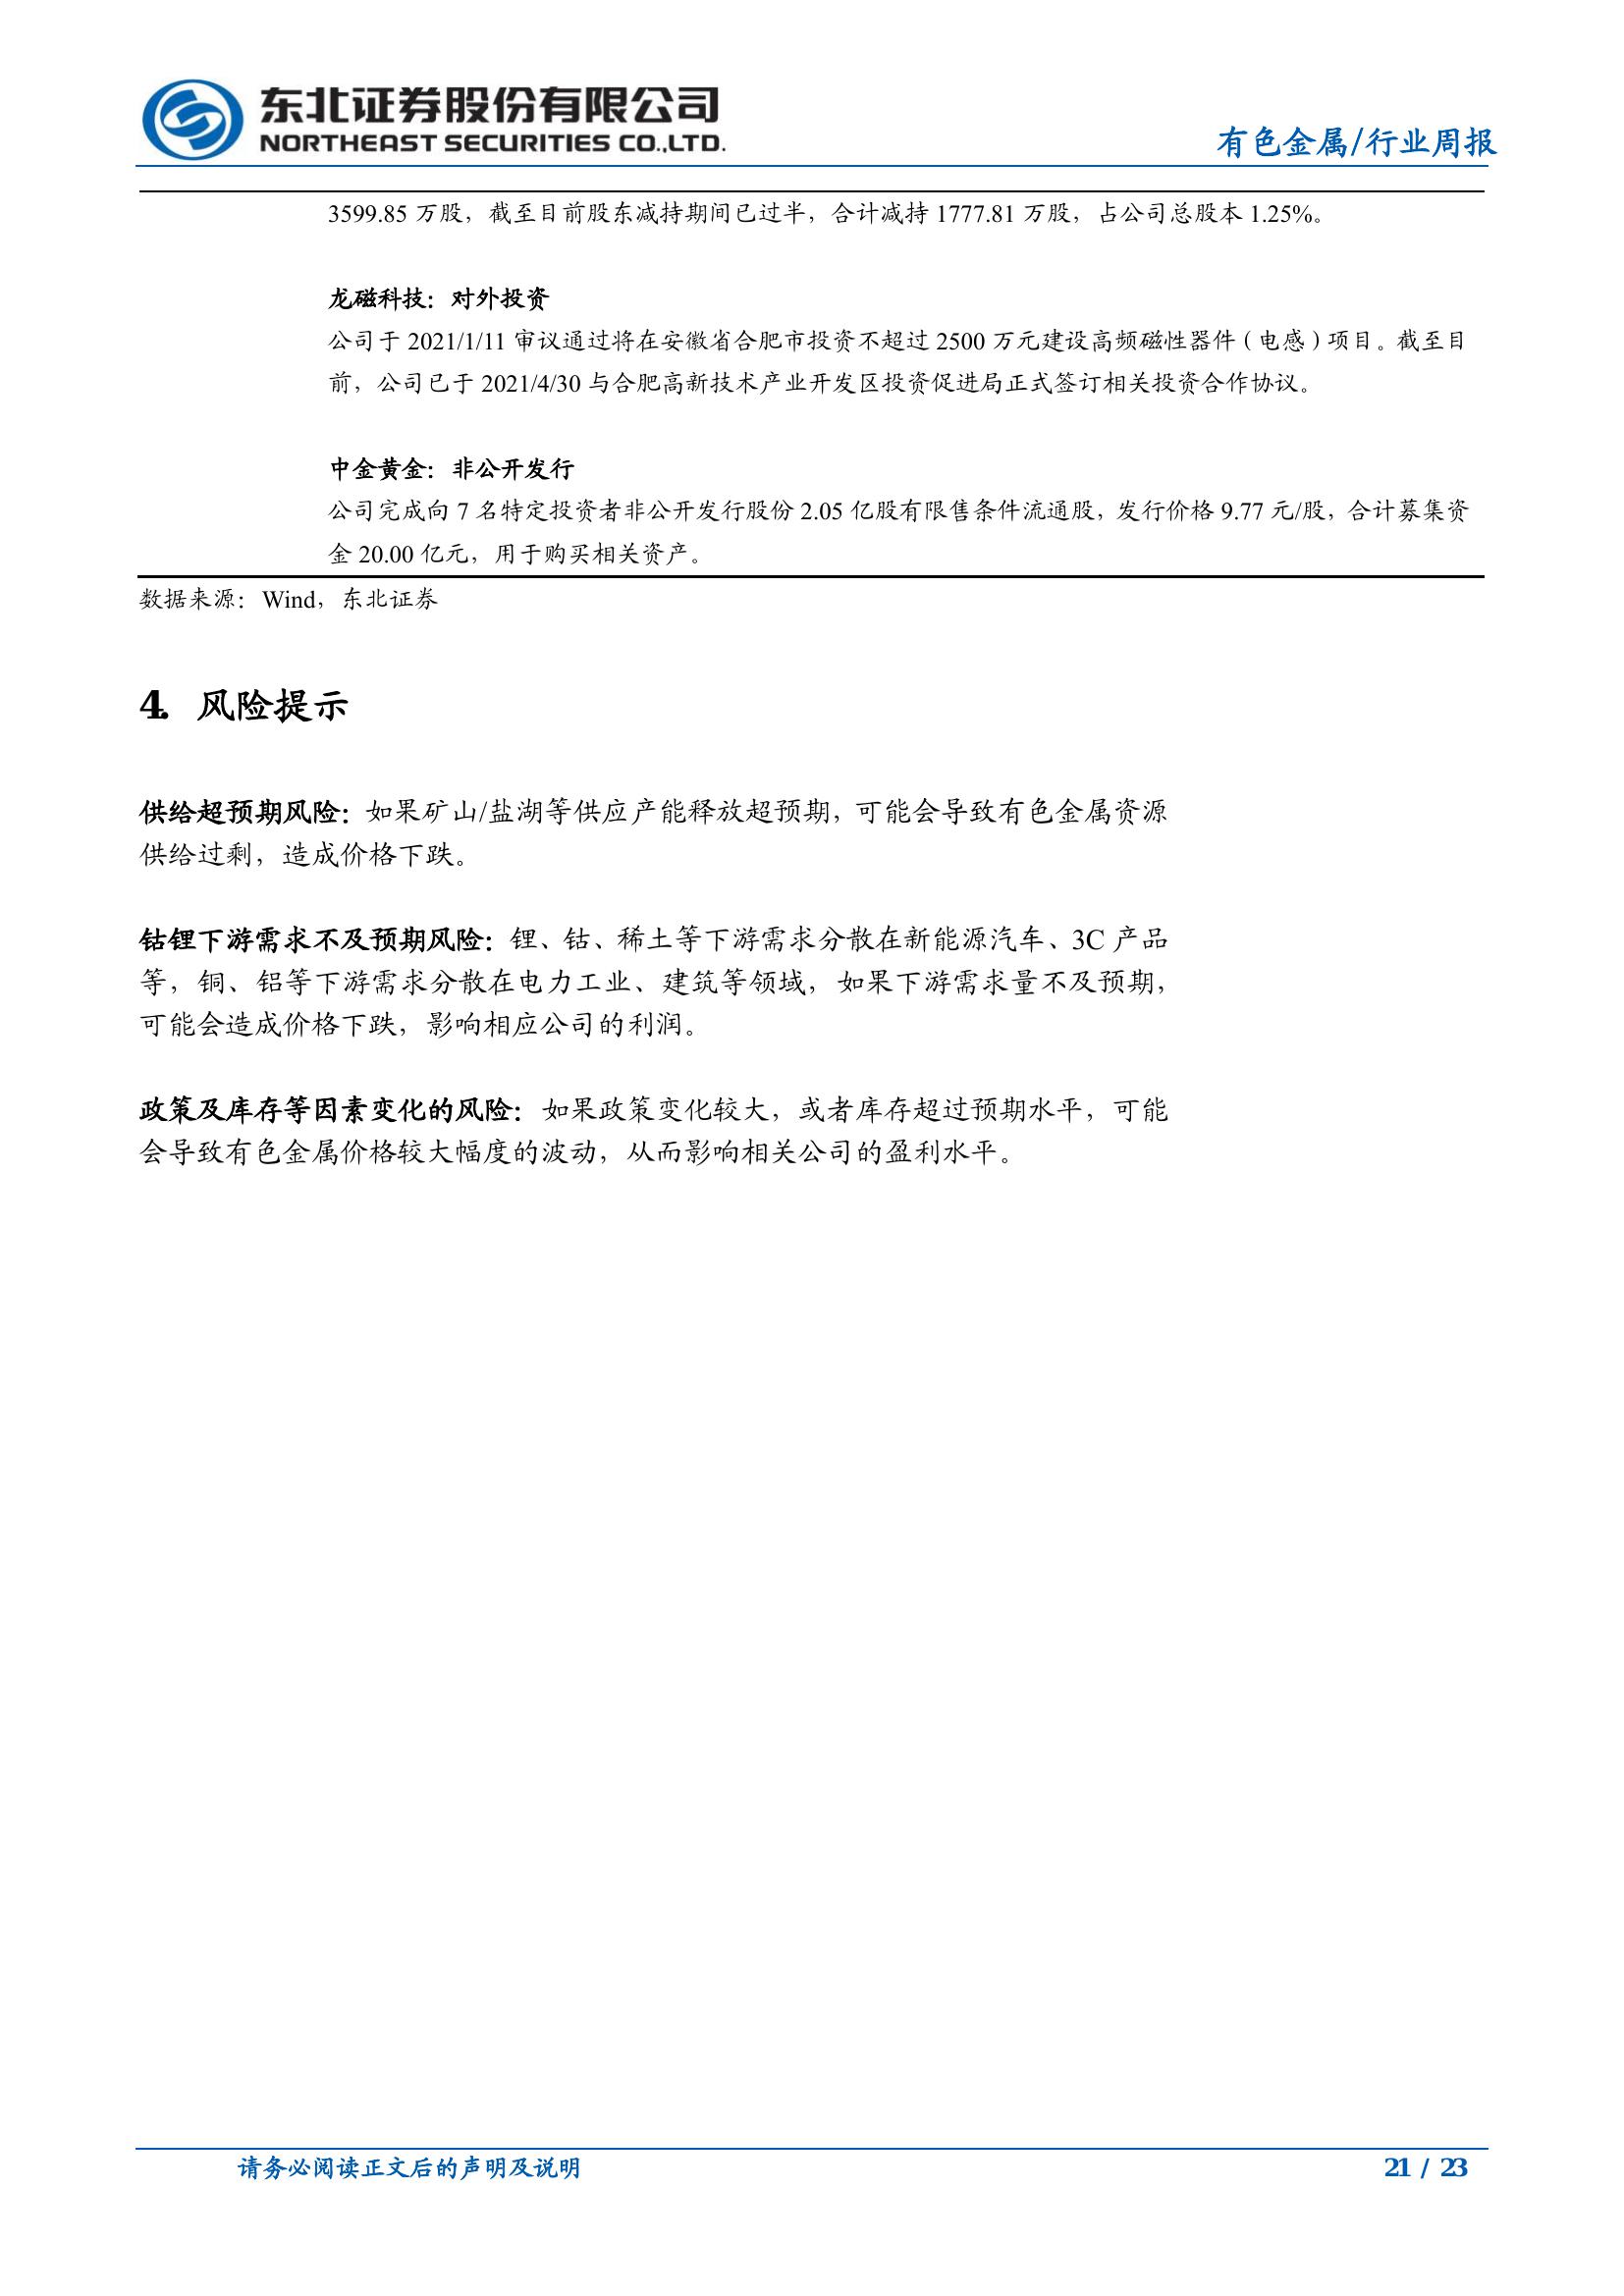 东北证券股份有限公司
NORTHEAST SECURITIES CO.,LTD.
有色金属/行业周报
3599.85 万股，截至目前股东减持期间已过半，合计减持 1777.81 万股，占公司总股本 1.25%。
龙磁科技：对外投资
公司于 2021/1/11 审议通过将在安徽省合肥市投资不超过 2500 万元建设高频磁性器件（电感）项目。截至目
前，公司已于 2021/4/30 与合肥高新技术产业开发区投资促进局正式签订相关投资合作协议。
中金黄金：非公开发行
公司完成向 7 名特定投资者非公开发行股份 2.05 亿股有限售条件流通股，发行价格 9.77 元/股，合计募集资
金 20.00 亿元，用于购买相关资产。
数据来源：Wind，东北证券
4. 风险提示
供给超预期风险：如果矿山/盐湖等供应产能释放超预期，可能会导致有色金属资源
供给过剩，造成价格下跌。
钴锂下游需求不及预期风险：锂、钴、稀土等下游需求分散在新能源汽车、3C 产品
等，铜、铝等下游需求分散在电力工业、建筑等领域，如果下游需求量不及预期，
可能会造成价格下跌，影响相应公司的利润。
政策及库存等因素变化的风险：如果政策变化较大，或者库存超过预期水平，可能
会导致有色金属价格较大幅度的波动，从而影响相关公司的盈利水平。
请务必阅读正文后的声明及说明
21 / 23